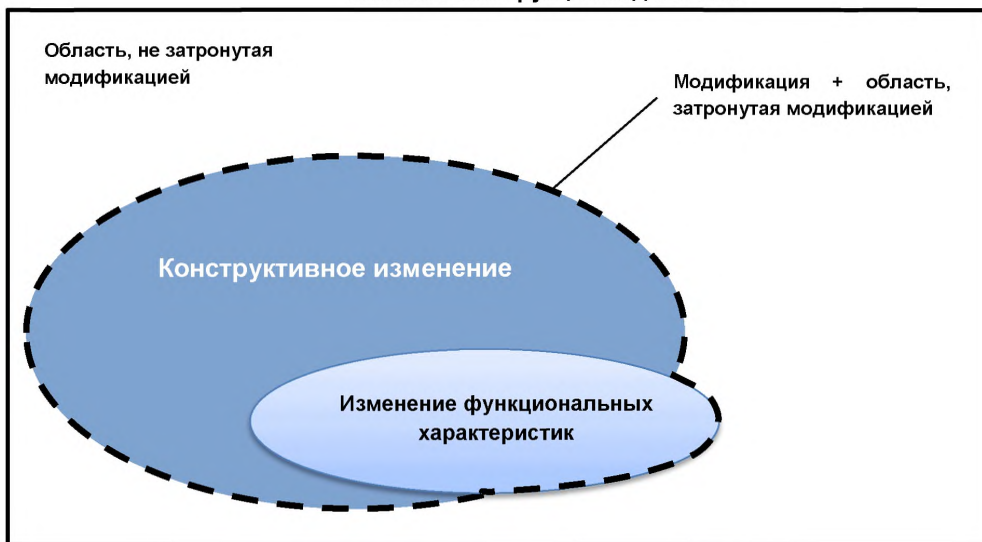 Область, не затронутая
модификацией
Модификация + область,
затронутая модификацией
Конструктивное изменение
Изменение функциональных
характеристик